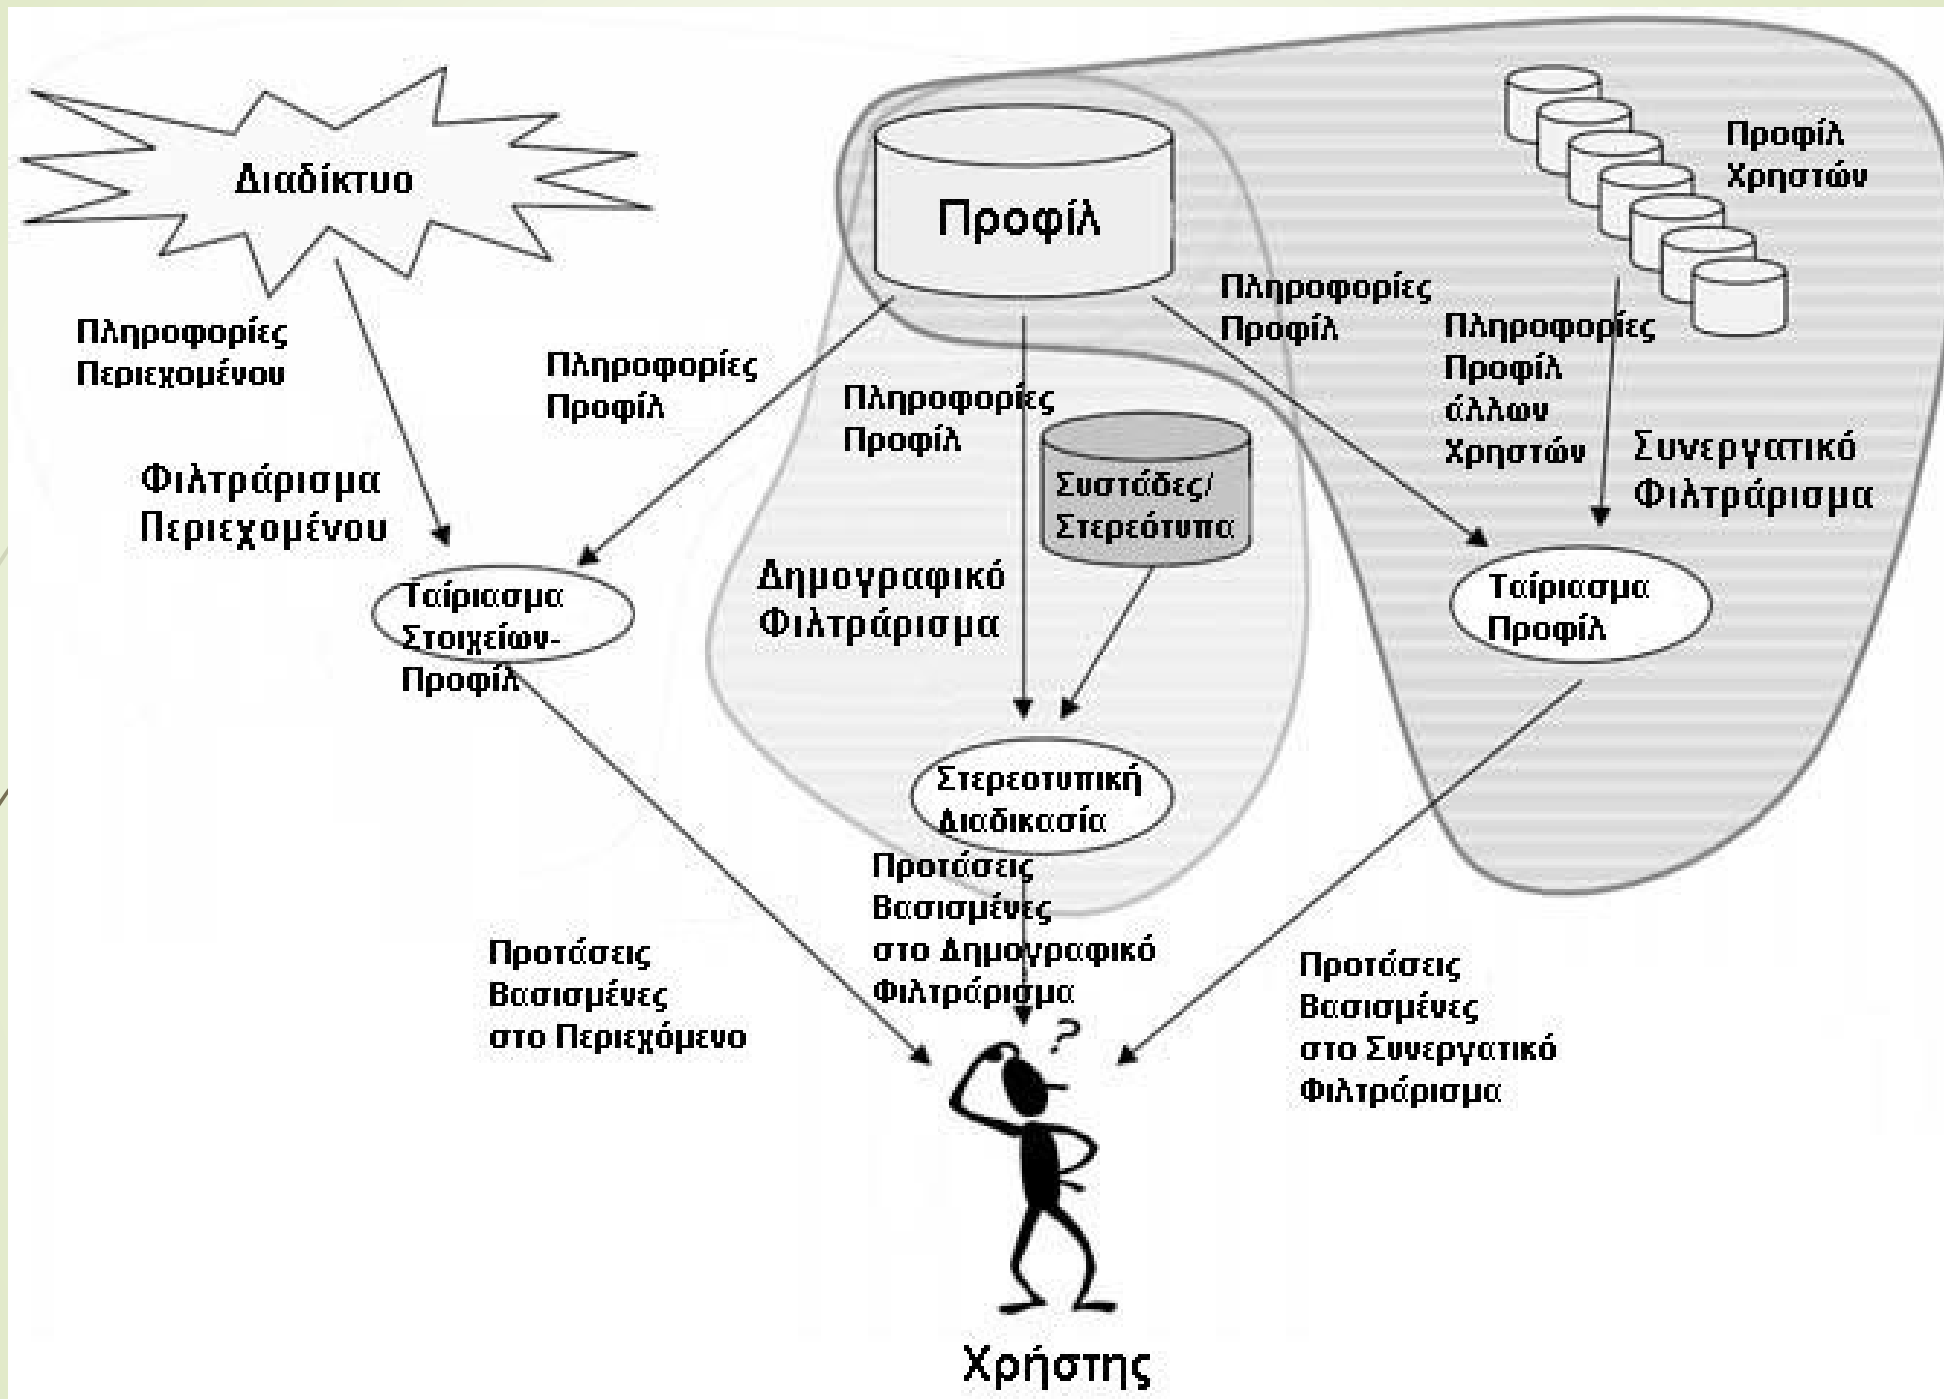 Διαδίκτυο
Προφίλ
Προφίλ
Χρηστών
Πληροφορίες
Περιεχομένου
Πληροφορίες
Προφίλ
Πληροφορίες
Προφίλ
Πληροφορίες
Προφίλ
Πληροφορίες
Προφίλ
άλλων
Χρηστών
Φιλτράρισμα
Περιεχομένου
Συστάδες/
Στερεότυπα
Συνεργατικό
Φιλτράρισμα
Δημογραφικό
Φιλτράρισμα
Ταίριασμα
Στοιχείων-
Προφίλ
Ταίριασμα
Προφίλ
Στερεοτυπική
Διαδικασία
Προτάσεις
Βασισμένες
στο Περιεχόμενο
Προτάσεις
Βασισμένες
στο Δημογραφικό
Φιλτράρισμα
Προτάσεις
Βασισμένες
στο Συνεργατικό
Φιλτράρισμα
?
Χρήστης